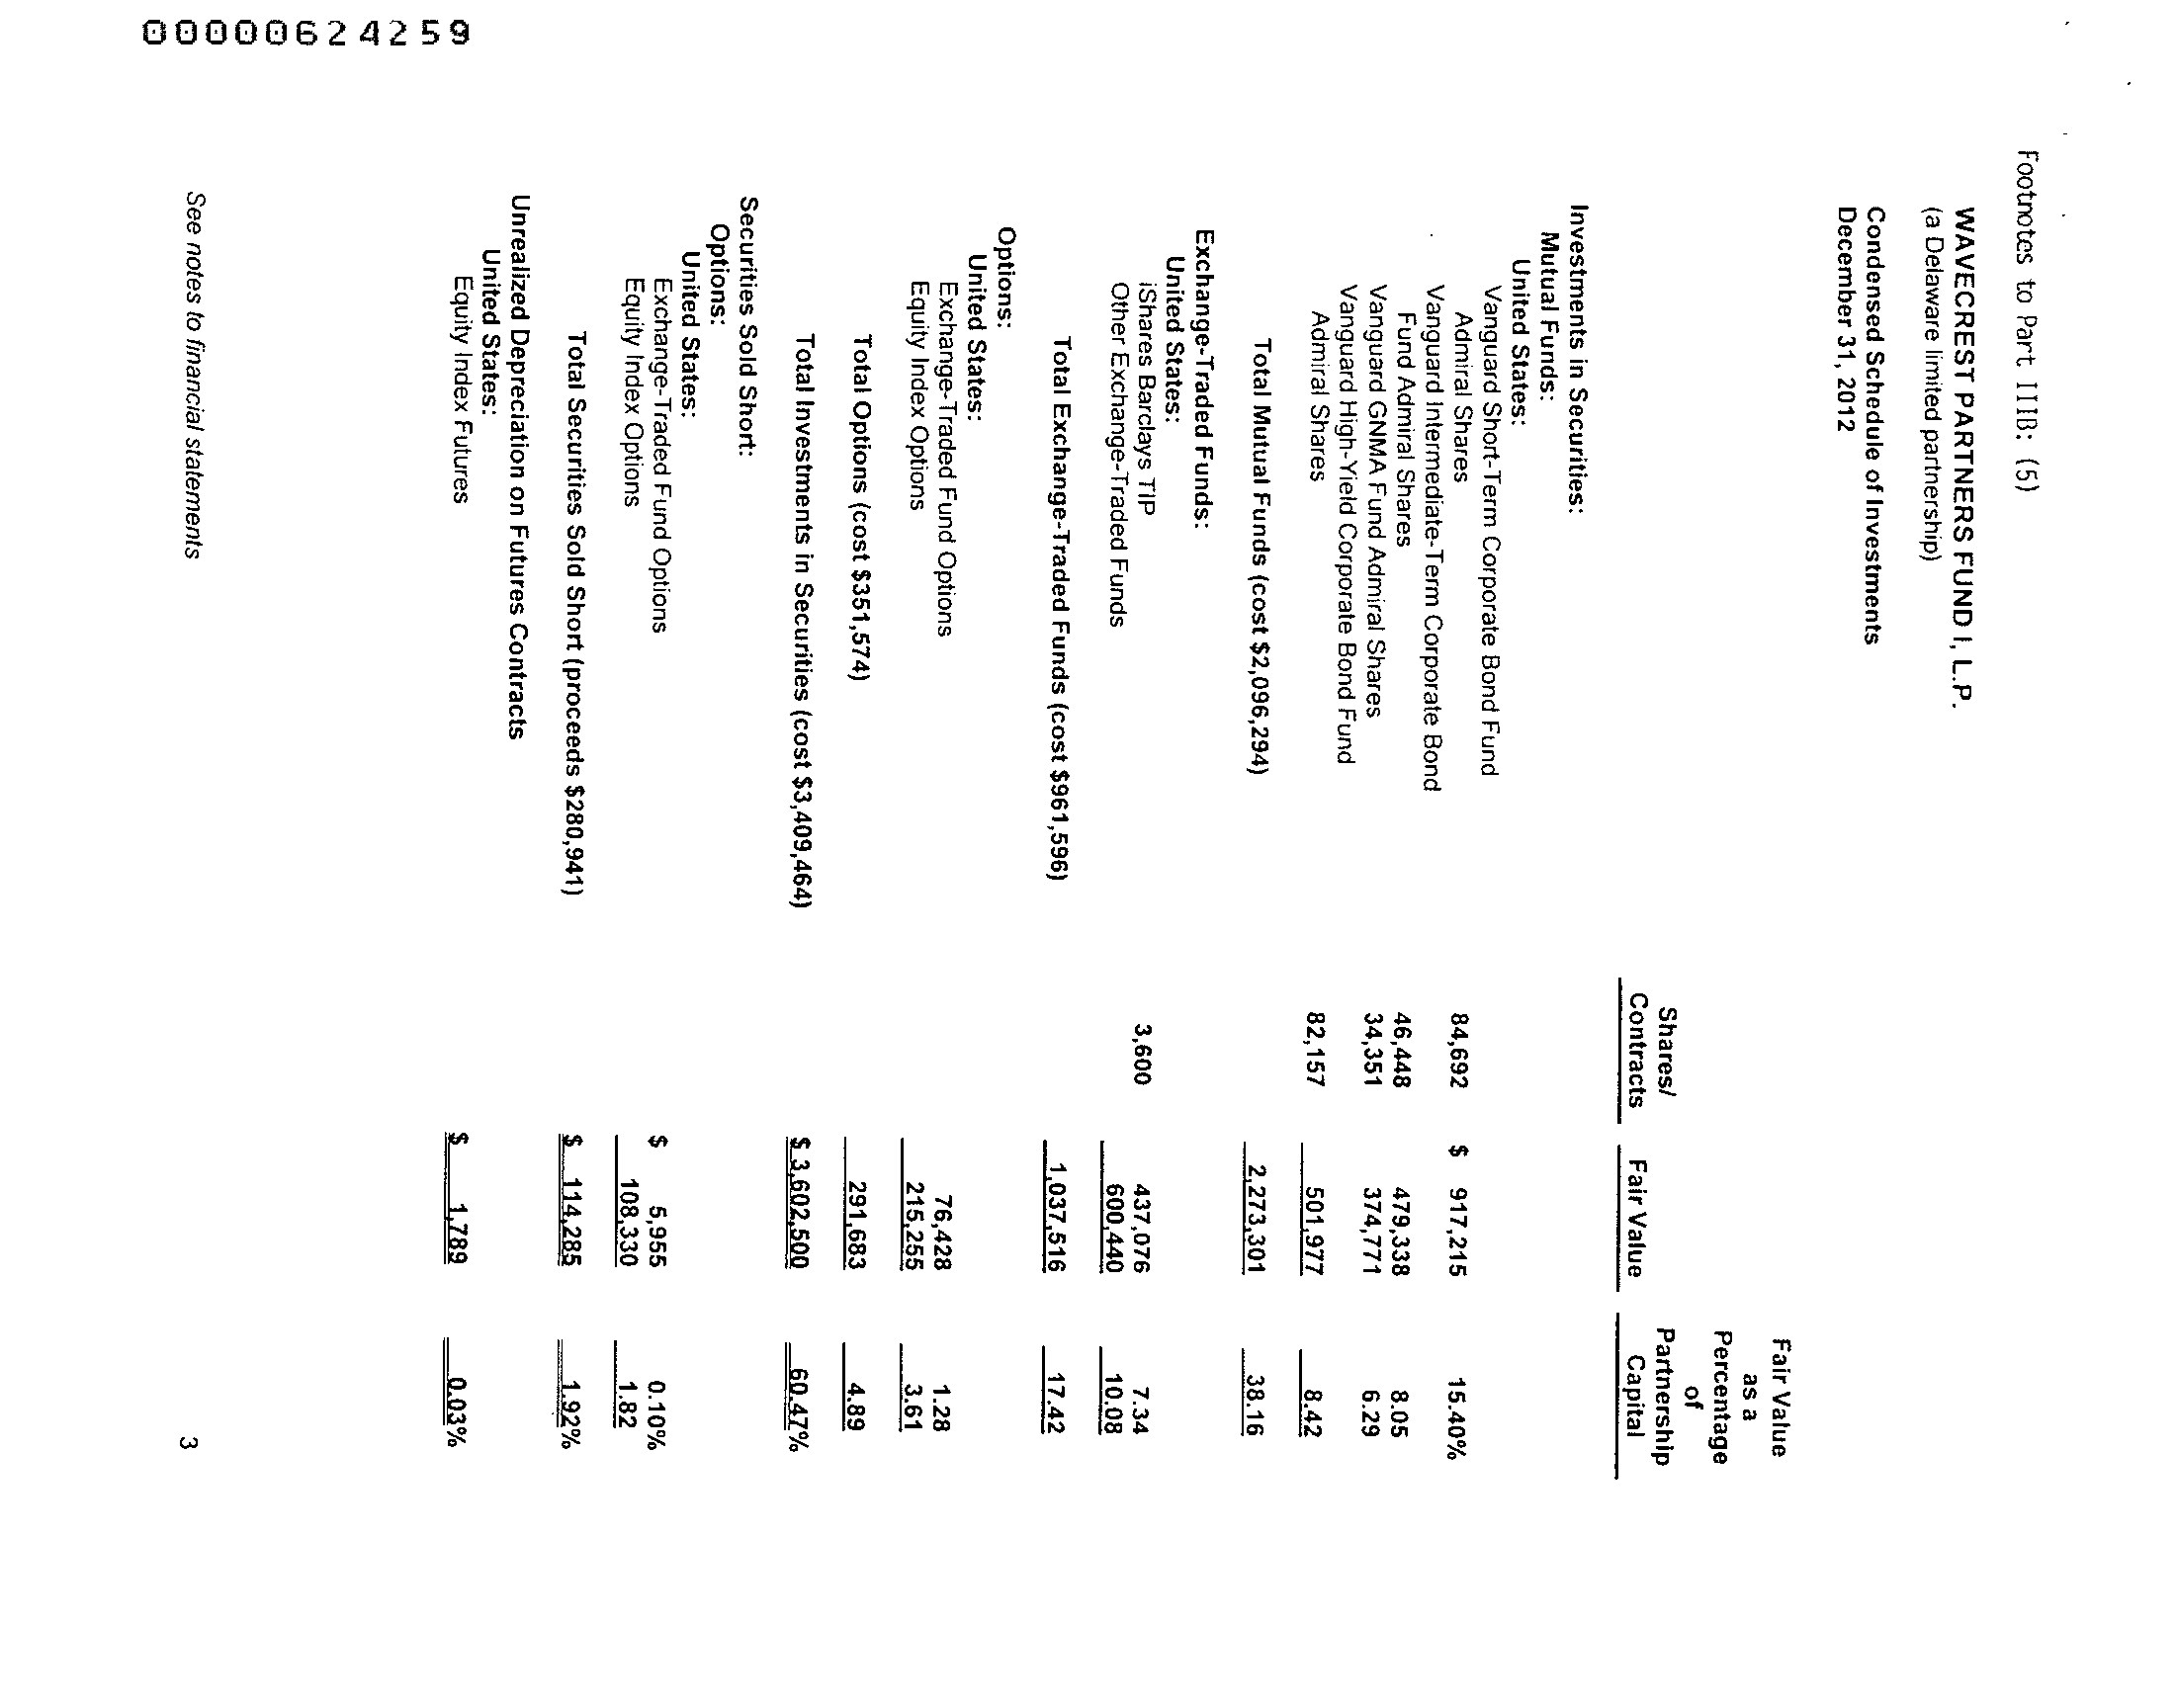 00000624259
Footnotes to Part IIIB: (5)
WAVECREST PARTNERS FUND I, L.P.
(a Delaware limited partnership)
Condensed Schedule of Investments
December 31, 2012
Fair Value
as a
Percentage
of
Shares/ Partnership
Contracts Fair Value Capital
Investments in Securities:
Mutual Funds:
United States:
Vanguard Short-Term Corporate Bond Fund
Admiral Shares 84,692 $ 917,215 15.40%
Vanguard Intermediate-Term Corporate Bond
Fund Admiral Shares 46,448 479,338 8.05
Vanguard GNMA Fund Admiral Shares 34,351 374,771 6.29
Vanguard High-Yield Corporate Bond Fund
Admiral Shares 82,157 501,977 8.42
Total Mutual Funds (cost $2,096,294) 2,273,301 38.16
Exchange-Traded Funds:
United States:
iShares Barclays TIP 3,600 437,076 7.34
Other Exchange-Traded Funds 600,440 10.08
Total Exchange-Traded Funds (cost $961,596) 1,037,516 17.42
Options:
United States:
Exchange-Traded Fund Options 76,428 1.28
Equity Index Options 215,255 3.61
Total Options (cost $351,574) 291,683 4.89
Total Investments in Securities (cost $3,409,464) $ 3,602,500 60.47%
Securities Sold Short:
Options:
United States:
Exchange-Traded Fund Options $ 5,955 0.10%
Equity Index Options 108,330 1.82
Total Securities Sold Short (proceeds $280,941) $ 114,285 1.92%
Unrealized Depreciation on Futures Contracts
United States:
Equity Index Futures $ 1,789 0.03%
See notes to financial statements 3